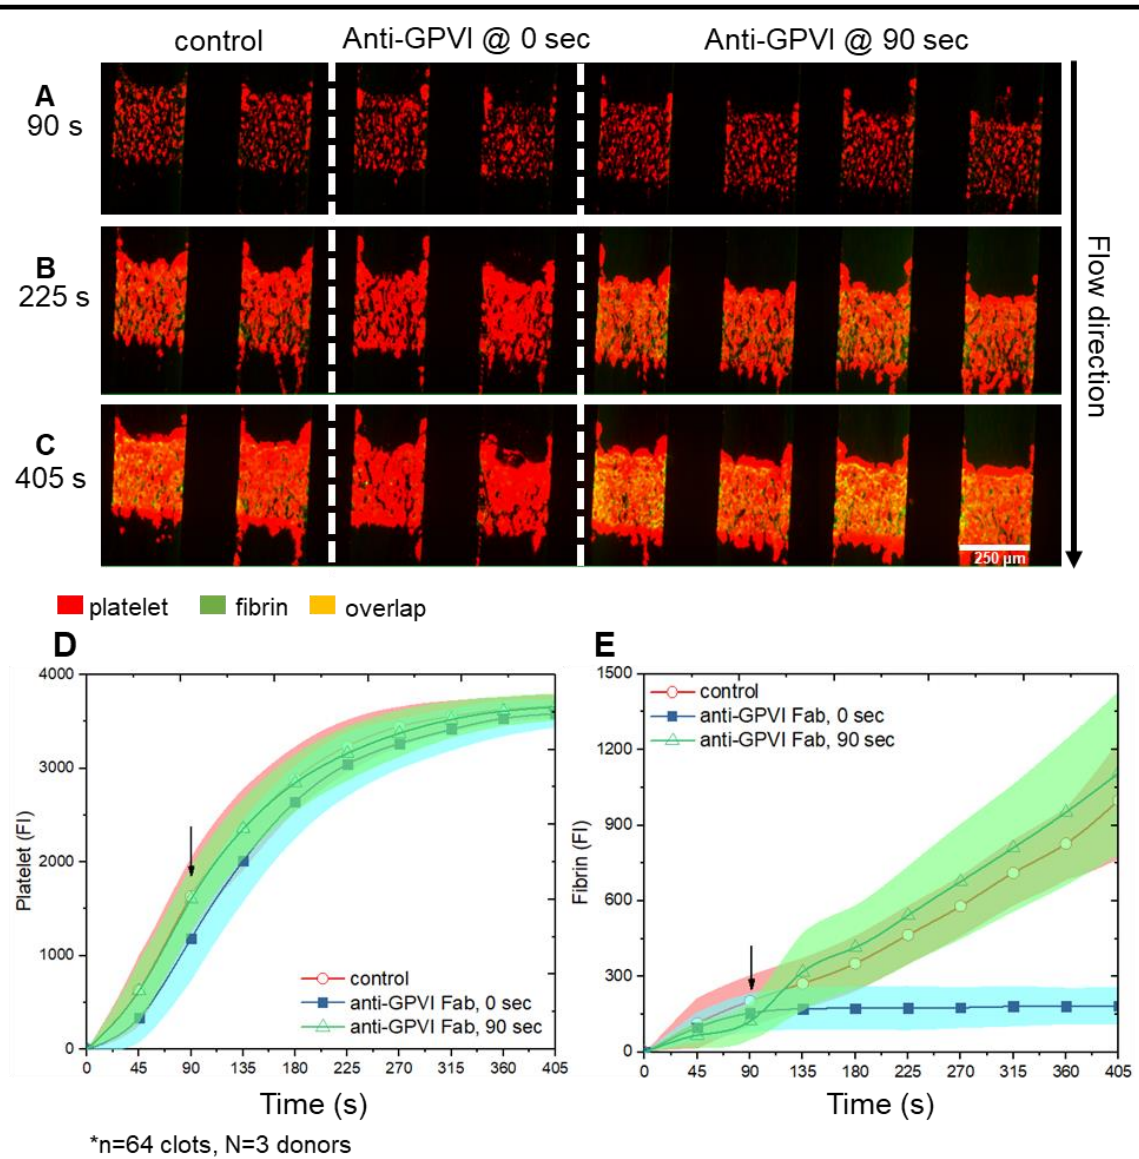 control
Anti-GPVI @ 0 sec
Anti-GPVI @ 90 sec
A
90 s
B
225 s
C
405 s
Flow direction
250 µm
platelet
fibrin
overlap
D
4000
3000
2000
1000
0
Platelet (FI)
control
anti-GPVI Fab, 0 sec
anti-GPVI Fab, 90 sec
0 45 90 135 180 225 270 315 360 405
Time (s)
E
1500
1200
900
600
300
0
Fibrin (FI)
control
anti-GPVI Fab, 0 sec
anti-GPVI Fab, 90 sec
0 45 90 135 180 225 270 315 360 405
Time (s)
*n=64 clots, N=3 donors